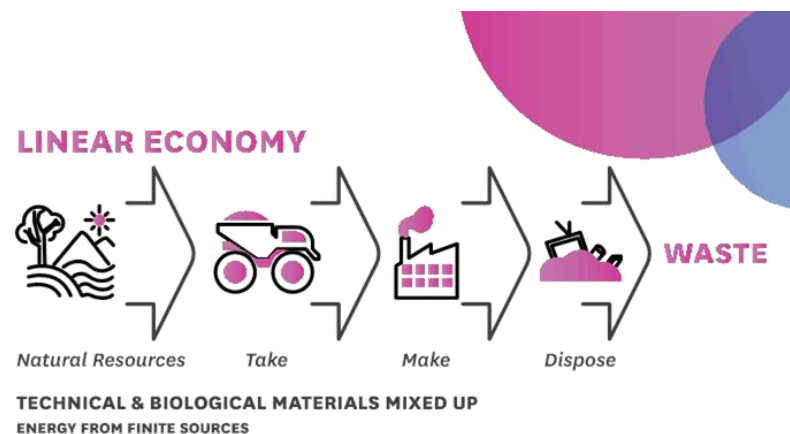 LINEAR ECONOMY
WASTE
Natural Resources Take Make Dispose
TECHNICAL & BIOLOGICAL MATERIALS MIXED UP
ENERGY FROM FINITE SOURCES